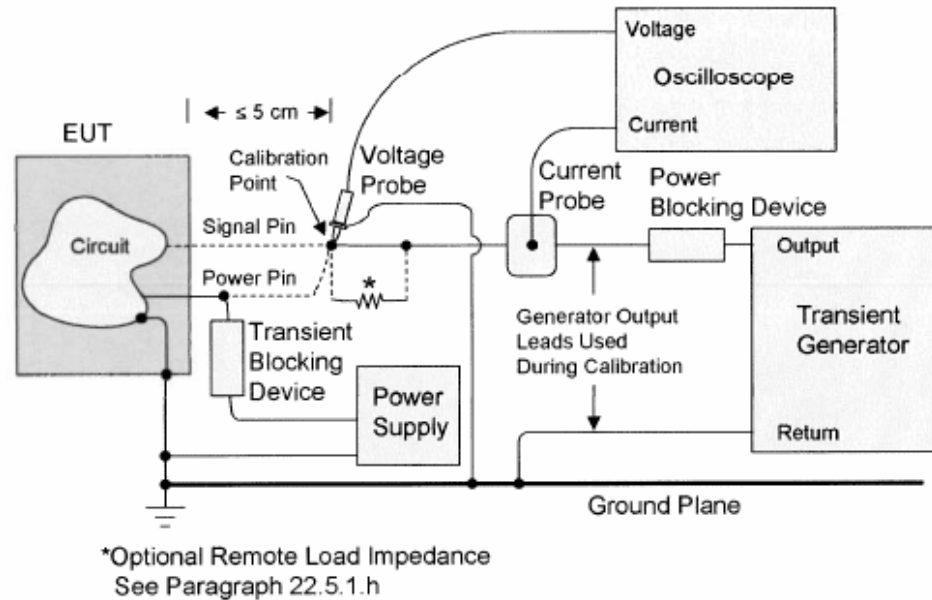 Voltage
Oscilloscope
Current
≤ 5 cm
EUT
Calibration
Point
Voltage
Probe
Current
Probe
Power
Blocking Device
Signal Pin
Circuit
Power Pin
*
Output
Transient
Generator
Return
Generator Output
Leads Used
During Calibration
Transient
Blocking
Device
Power
Supply
Ground Plane
*Optional Remote Load Impedance
See Paragraph 22.5.1.h